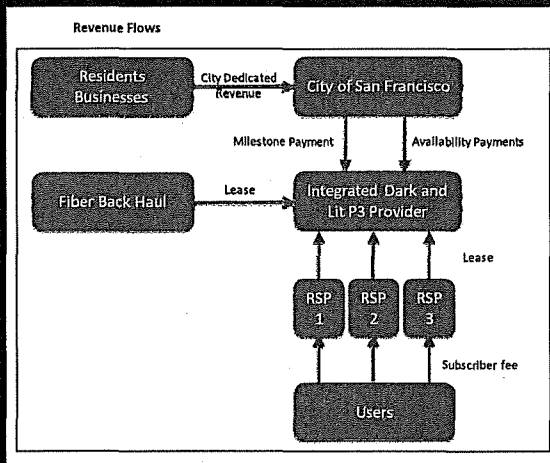 Revenue Flows
Residents
Businesses
City Dedicated
Revenue
City of San Francisco
Milestone Payment
Availability Payments
Fiber Back Haul
Lease
Integrated Dark and
Lit P3 Provider
Lease
RSP
1
RSP
2
RSP
3
Subscriber fee
Users